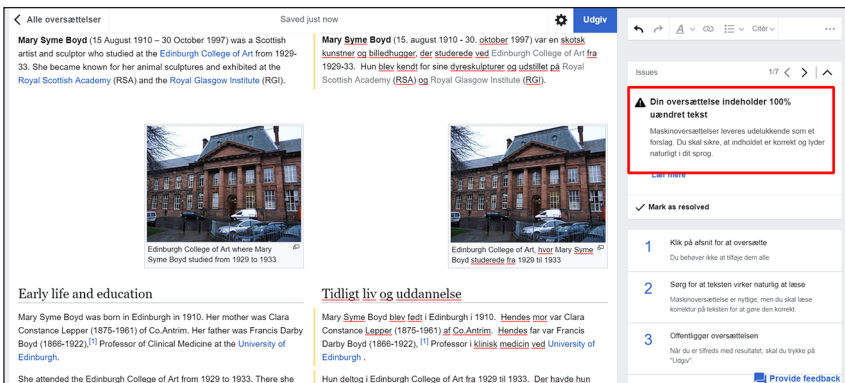 Alle oversættelser
Saved just now
Udgiv
Mary Syme Boyd (15 August 1910 – 30 October 1997) was a Scottish
artist and sculptor who studied at the Edinburgh College of Art from 1929-
33. She became known for her animal sculptures and exhibited at the
Royal Scottish Academy (RSA) and the Royal Glasgow Institute (RGI).
Edinburgh College of Art where Mary
Syme Boyd studied from 1929 to 1933
Early life and education
Mary Syme Boyd was born in Edinburgh in 1910. Her mother was Clara
Constance Lepper (1875-1961) of Co.Antrim. Her father was Francis Darby
Boyd (1866-1922),[1] Professor of Clinical Medicine at the University of
Edinburgh.
She attended the Edinburgh College of Art from 1929 to 1933. There she
Mary Syme Boyd (15. august 1910 - 30. oktober 1997) var en skotsk
kunstner og billedhugger, der studerede ved Edinburgh College of Art fra
1929-33. Hun blev kendt for sine dyreskulpturer og udstillet på Royal
Scottish Academy (RSA) og Royal Glasgow Institute (RGI).
Edinburgh College of Art, hvor Mary Syme
Boyd studerede fra 1929 til 1933
Tidligt liv og uddannelse
Mary Syme Boyd blev født i Edinburgh i 1910. Hendes mor var Clara
Constance Lepper (1875-1961) af Co.Antrim. Hendes far var Francis
Darby Boyd (1866-1922), [1] Professor i klinisk medicin ved University of
Edinburgh .
Hun deltog i Edinburgh College of Art fra 1929 til 1933. Der havde hun
A
Citér
Issues
1/7
Din oversættelse indeholder 100%
uændret tekst
Maskinoversættelser leveres udelukkende som et
forslag. Du skal sikre, at indholdet er korrekt og lyder
naturligt i dit sprog.
Lær mere
Mark as resolved
1 Klik på afsnit for at oversætte
Du behøver ikke at tilføje dem alle
2 Sørg for at teksten virker naturlig at læse
Maskinoversættelse er nyttige, men du skal læse
korrektur på teksten for at gøre den korrekt.
3 Offentliggør oversættelsen
Når du er tilfreds med resultatet, skal du trykke på
"Udgiv".
Provide feedback